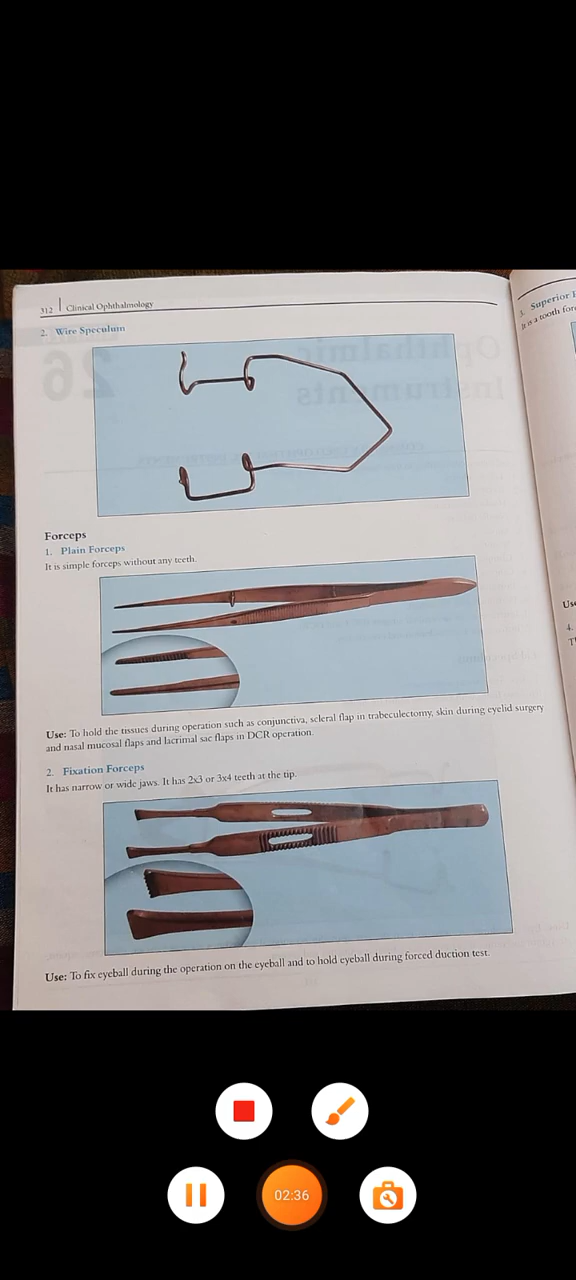 312 | Clinical Ophthalmology
2. Wire Speculum
Forceps
1. Plain Forceps
It is simple forceps without any teeth.
Use: To hold the tissues during operation such as conjunctiva, scleral flap in trabeculectomy, skin during eyelid surgery
and nasal mucosal flaps and lacrimal sac flaps in DCR operation.
2. Fixation Forceps
It has narrow or wide jaws. It has 2x3 or 3x4 teeth at the tip.
Use: To fix eyeball during the operation on the eyeball and to hold eyeball during forced duction test.
3. Superior
It is a tooth
Use
4.
02:36